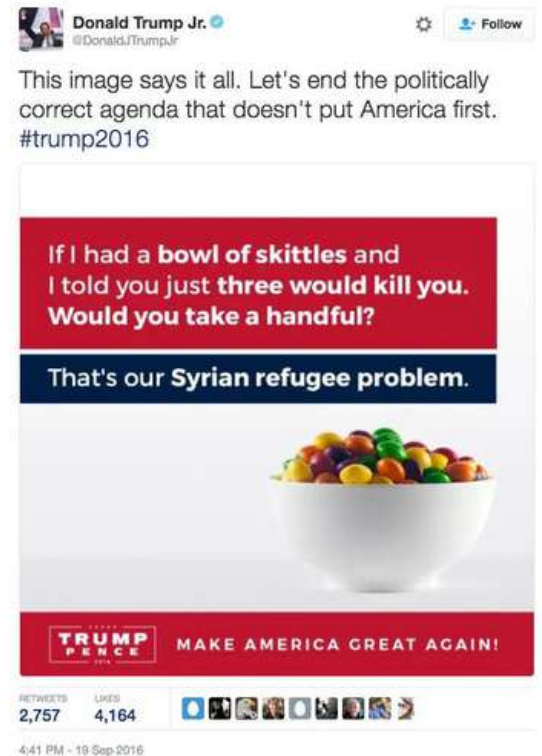 Donald Trump Jr.
@DonaldJTrumpJr
Follow
This image says it all. Let's end the politically
correct agenda that doesn't put America first.
#trump2016
If I had a bowl of skittles and
I told you just three would kill you.
Would you take a handful?
That's our Syrian refugee problem.
TRUMP
PENCE
2016
MAKE AMERICA GREAT AGAIN!
RETWEETS LIKES
2,757 4,164
4:41 PM - 19 Sep 2016